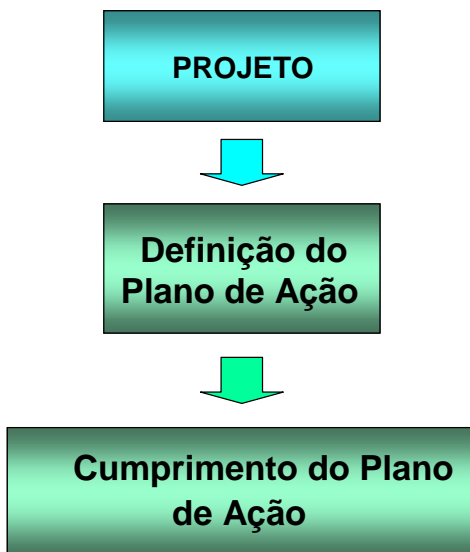 PROJETO
Definição do
Plano de Ação
Cumprimento do Plano
de Ação